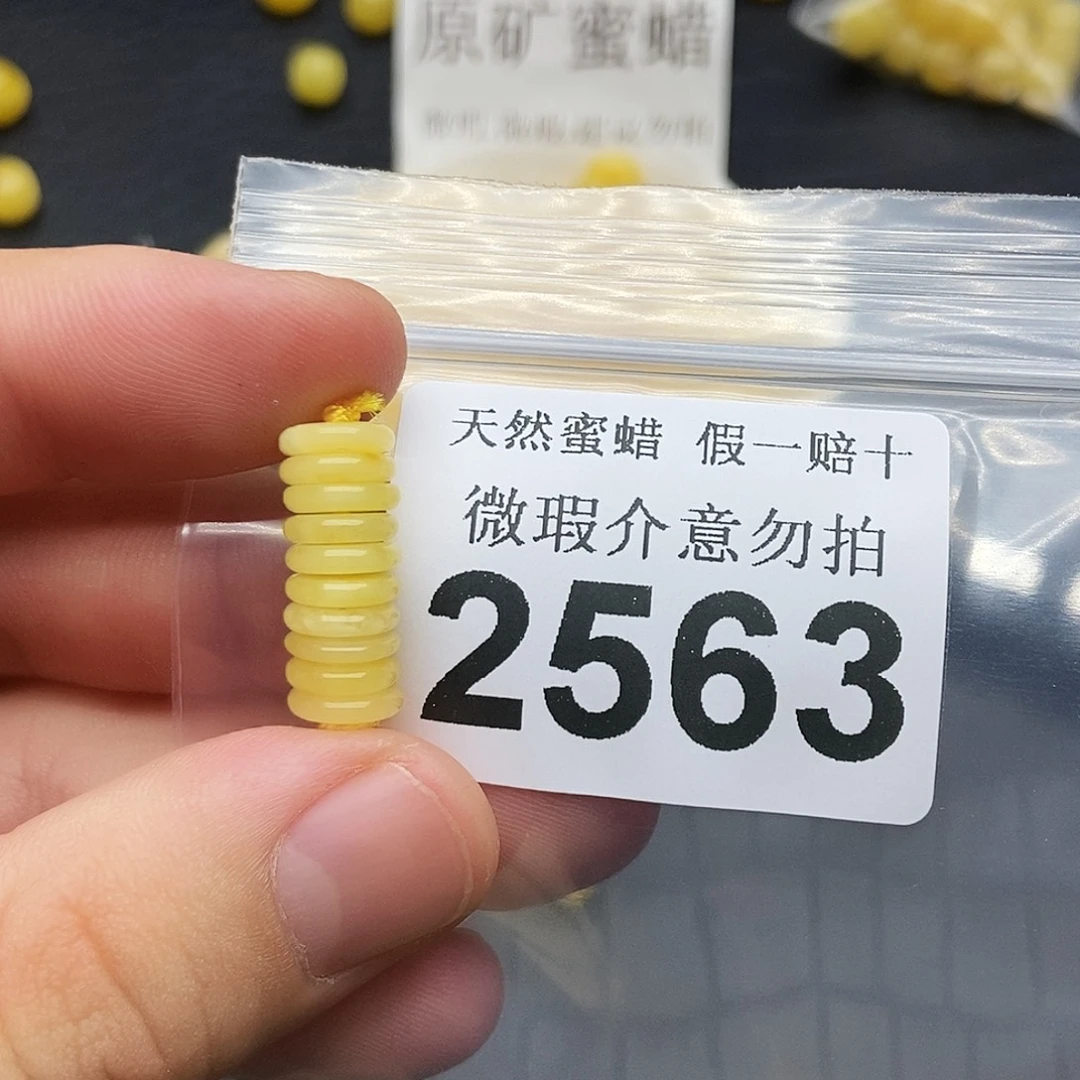 原矿蜜蜡
天然蜜蜡 假一赔十
微瑕介意勿拍
2563